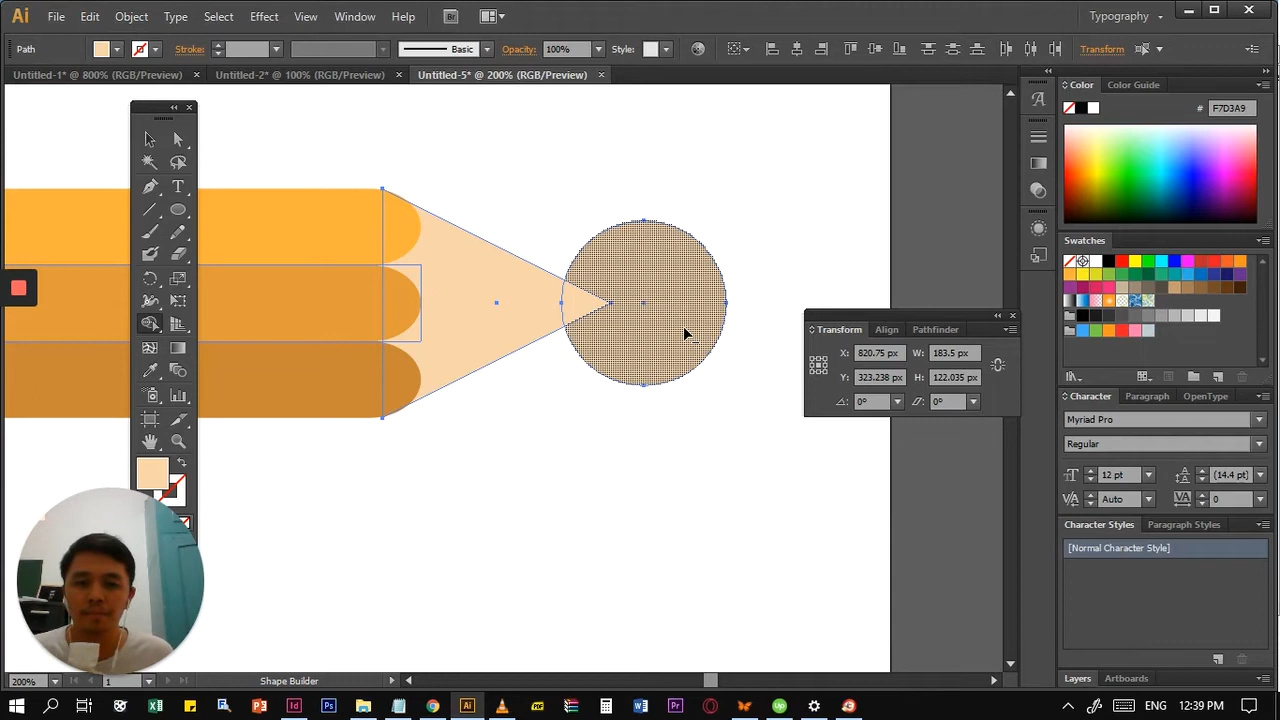 Ai File Edit Object Type Select Effect View Window Help Br Typography
Path Stroke: Basic Opacity: 100% Style: Transform
Untitled-1* @ 800% (RGB/Preview) × Untitled-2* @ 100% (RGB/Preview) × Untitled-5* @ 200% (RGB/Preview) ×
Color Color Guide
# F7D3A9
Swatches
Transform Align Pathfinder
X: 820.75 px W: 183.5 px
Y: 323.238 px H: 122.035 px
0° 0°
Character Paragraph OpenType
Myriad Pro
Regular
12 pt (14.4 pt)
Auto 0
Character Styles Paragraph Styles
[Normal Character Style]
Layers Artboards
200% 1 Shape Builder
12:39 PM